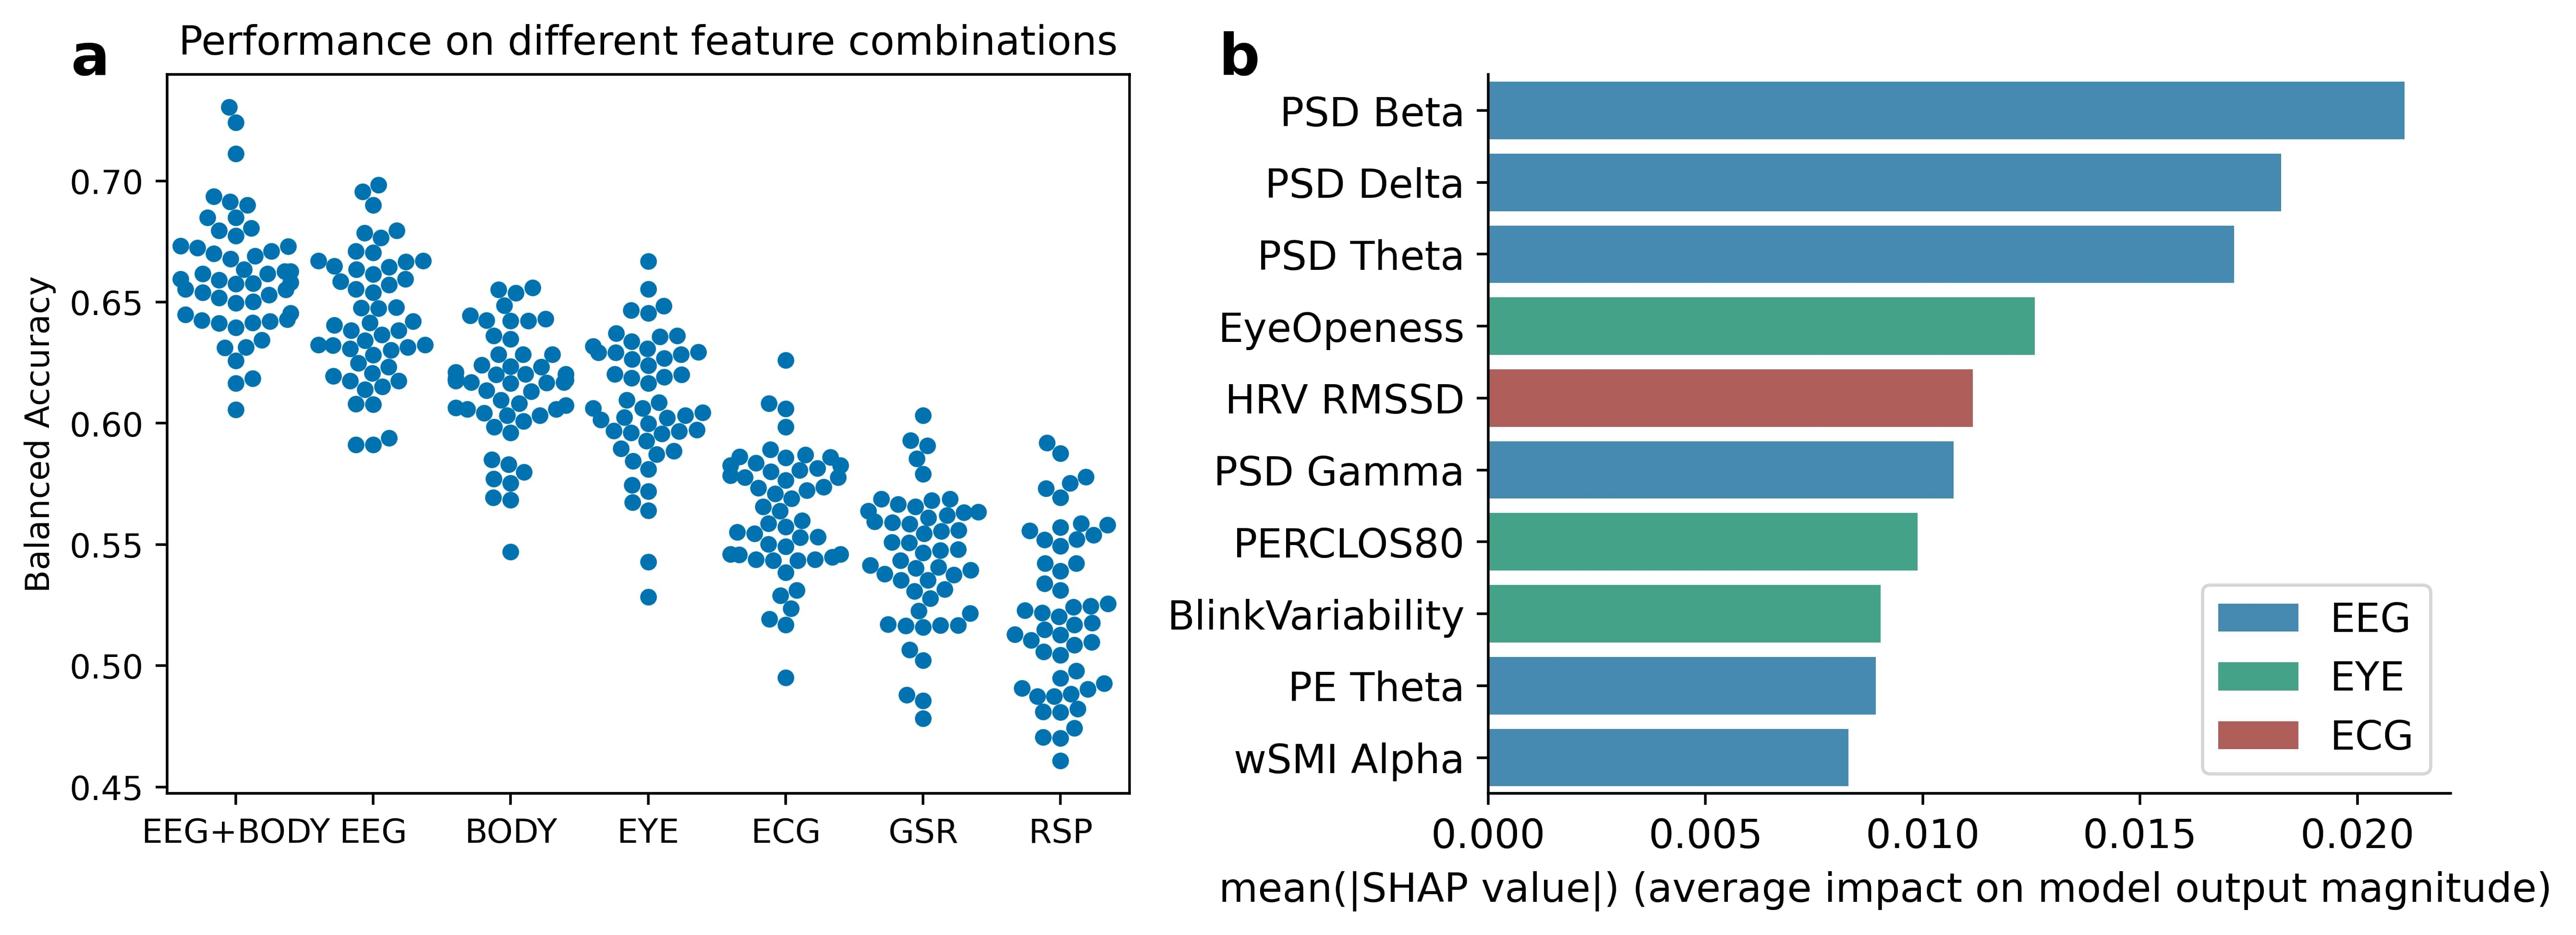 a
Performance on different feature combinations
Balanced Accuracy
0.70
0.65
0.60
0.55
0.50
0.45
EEG+BODY EEG BODY EYE ECG GSR RSP
b
PSD Beta
PSD Delta
PSD Theta
EyeOpeness
HRV RMSSD
PSD Gamma
PERCLOS80
BlinkVariability
PE Theta
wSMI Alpha
EEG
EYE
ECG
0.000 0.005 0.010 0.015 0.020
mean(|SHAP value|) (average impact on model output magnitude)